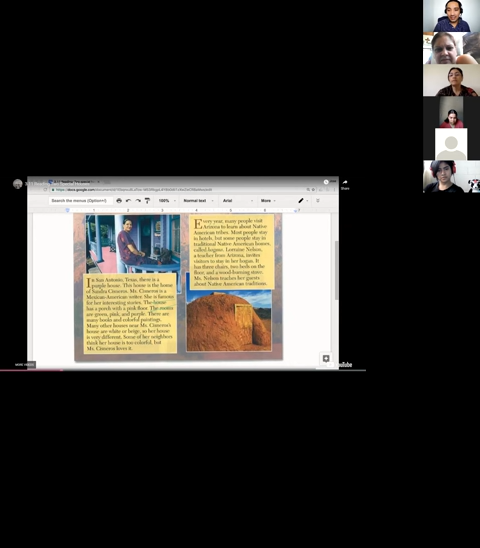 Share
Search the menus (Option+/)
100%
Normal text
Arial
More
In San Antonio, Texas, there is a
purple house. This is the home
of Sandra Cisneros. Ms. Cisneros is a
Mexican-American writer. She is famous
for her interesting stories. The house
has a porch with a pink floor. The rooms
are green, pink, and purple. There are
many books and colorful paintings.
Many other houses near Ms. Cisneros's
home are white or beige, so her house
is very different. Some of her neighbors
think her house is too colorful, but
Ms. Cisneros loves it.
Every year, many people visit
Arizona to learn about Native
American tribes. Most people stay
in hotels, but some people stay in
traditional Native American homes,
called hogans. Lorraine Nelson,
a teacher from Arizona, invites
visitors to stay in her hogan. It
has three chairs, two beds on the
floor, and a wood-burning stove.
Ms. Nelson teaches her guests
about Native American traditions.
YouTube